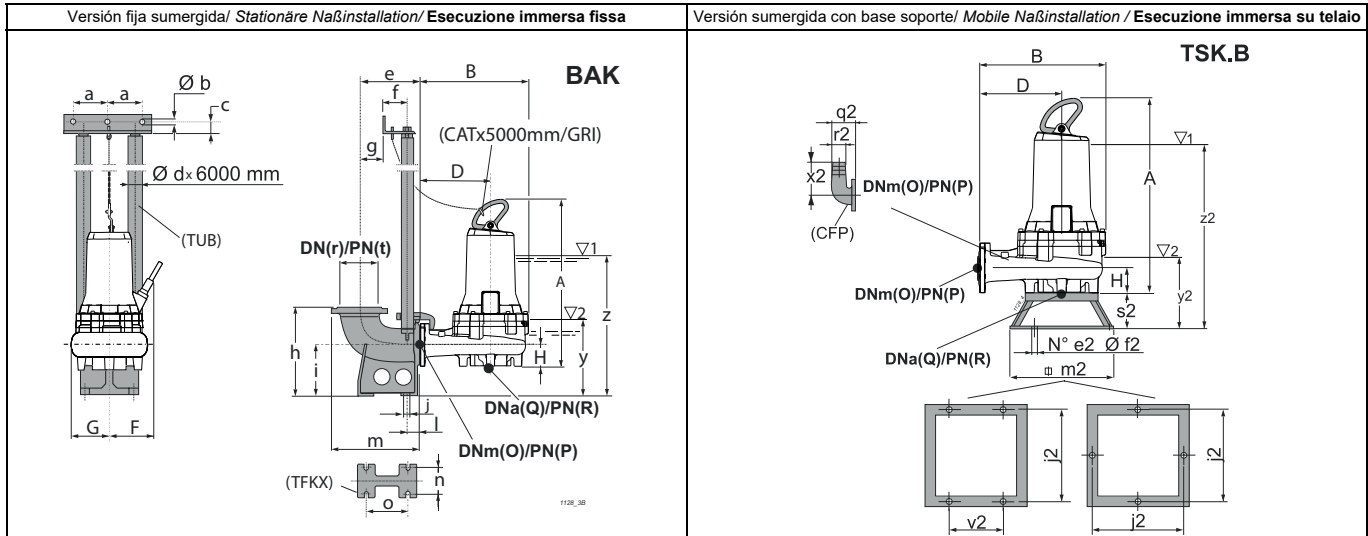 Versión fija sumergida/ Stationäre Naßinstallation/ Esecuzione immersa fissa
Versión sumergida con base soporte/ Mobile Naßinstallation / Esecuzione immersa su telaio
BAK
e
B
f
(CATx5000mm/GRI)
g
D
a
a
Ø b
c
Ø d× 6000 mm
(TUB)
DN(r)/PN(t)
▽1
A
▽2
z
h
i
H
y
j
l
DNa(Q)/PN(R)
m
DNm(O)/PN(P)
G
F
(TFKX)
n
o
1128_3B
TSK.B
B
D
q2
r2
x2
DNm(O)/PN(P)
(CFP)
▽1
A
z2
▽2
DNm(O)/PN(P)
H
y2
s2
DNa(Q)/PN(R)
N° e2 Ø f2
m2
j2
j2
v2
j2